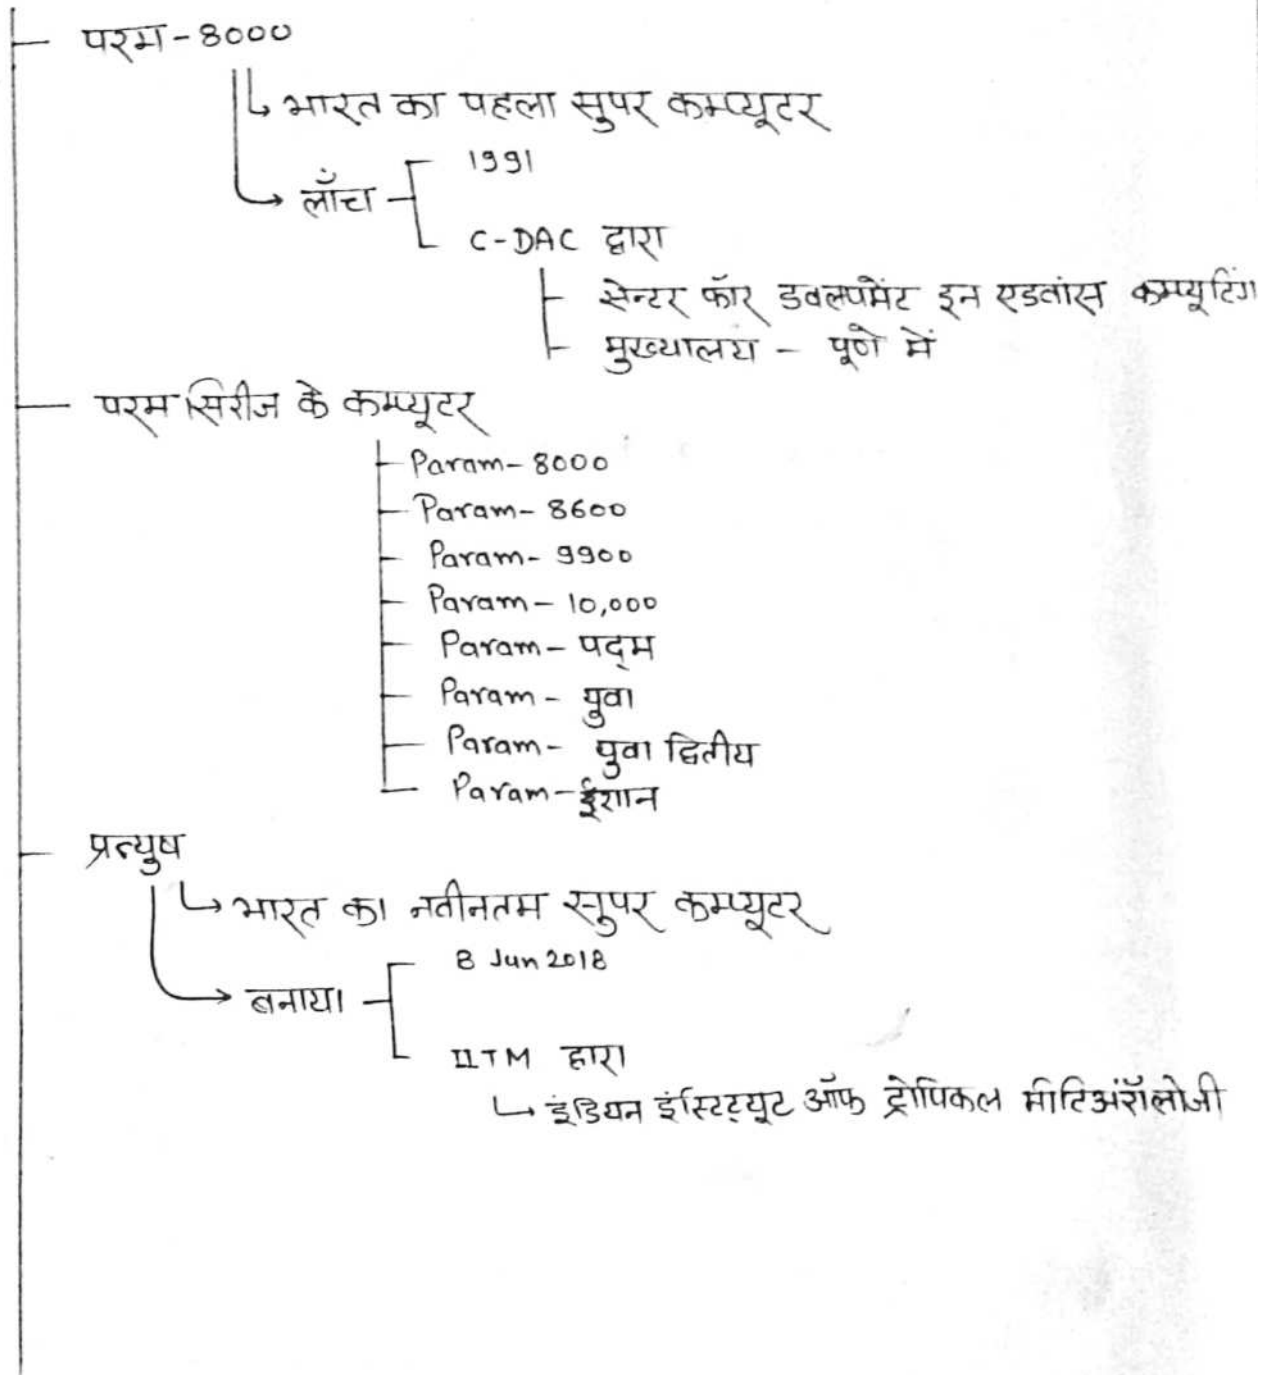 परम - 8000
भारत का पहला सुपर कम्प्यूटर
1991
लॉंच
C-DAC द्वारा
सेन्टर फॉर डवलपमेंट इन एडवांस कम्प्यूटिंग
मुख्यालय - पूणे में
परम सिरीज के कम्प्यूटर
Param- 8000
Param- 8600
Param- 9900
Param- 10,000
Param- पद्म
Param- युवा
Param- युवा द्वितीय
Param- ईशान
प्रत्युष
भारत का नवीनतम सुपर कम्प्यूटर
8 Jun 2018
बनाया
IITM द्वारा
इंडियन इंस्टिट्यूट ऑफ ट्रोपिकल मीटिअरॉलोजी